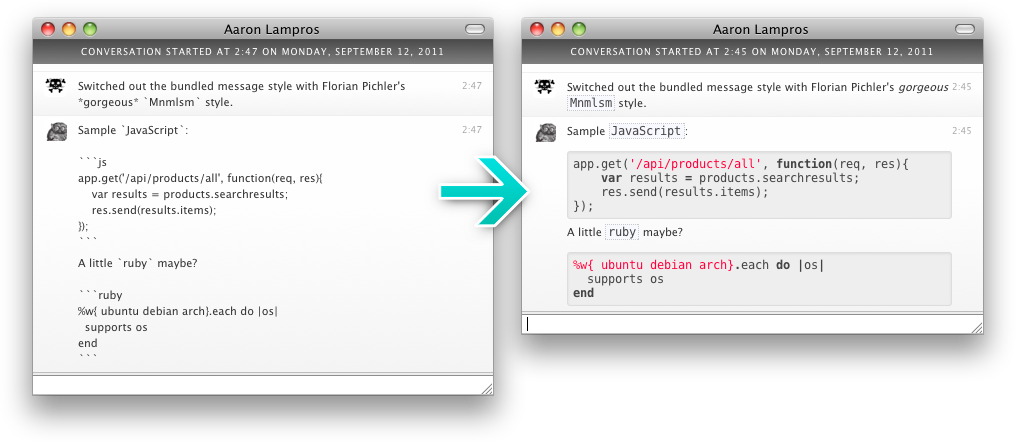 Aaron Lampros
CONVERSATION STARTED AT 2:47 ON MONDAY, SEPTEMBER 12, 2011
Switched out the bundled message style with Florian Pichler's 2:47
*gorgeous* `Mnmlsm` style.
Sample `JavaScript`: 2:47
```js
app.get('/api/products/all', function(req, res){
    var results = products.searchresults;
    res.send(results.items);
});
```
A little `ruby` maybe?
```ruby
%w{ ubuntu debian arch}.each do |os|
  supports os
end
```
Aaron Lampros
CONVERSATION STARTED AT 2:45 ON MONDAY, SEPTEMBER 12, 2011
Switched out the bundled message style with Florian Pichler's gorgeous 2:45
Mnmlsm style.
Sample JavaScript: 2:45
app.get('/api/products/all', function(req, res){
    var results = products.searchresults;
    res.send(results.items);
});
A little ruby maybe?
%w{ ubuntu debian arch}.each do |os|
  supports os
end